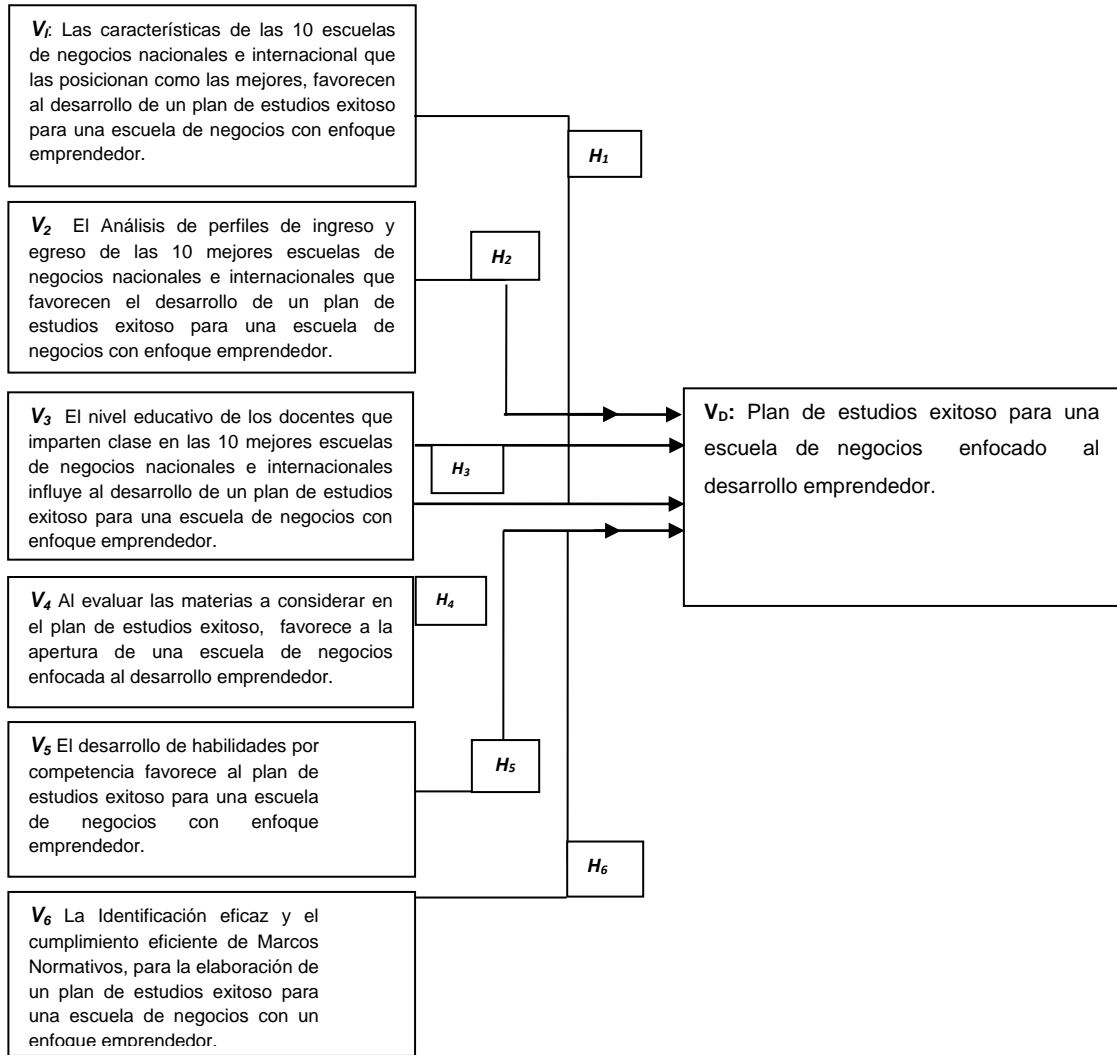 V_I: Las características de las 10 escuelas
de negocios nacionales e internacional que
las posicionan como las mejores, favorecen
al desarrollo de un plan de estudios exitoso
para una escuela de negocios con enfoque
emprendedor.
H1
V2 El Análisis de perfiles de ingreso y
egreso de las 10 mejores escuelas de
negocios nacionales e internacionales que
favorecen el desarrollo de un plan de
estudios exitoso para una escuela de
negocios con enfoque emprendedor.
H2
V3 El nivel educativo de los docentes que
imparten clase en las 10 mejores escuelas
de negocios nacionales e internacionales
influye al desarrollo de un plan de estudios
exitoso para una escuela de negocios con
enfoque emprendedor.
H3
VD: Plan de estudios exitoso para una
escuela de negocios enfocado al
desarrollo emprendedor.
V4 Al evaluar las materias a considerar en
el plan de estudios exitoso, favorece a la
apertura de una escuela de negocios
enfocada al desarrollo emprendedor.
H4
V5 El desarrollo de habilidades por
competencia favorece al plan de
estudios exitoso para una escuela
de negocios con enfoque
emprendedor.
H5
H6
V6 La Identificación eficaz y el
cumplimiento eficiente de Marcos
Normativos, para la elaboración de
un plan de estudios exitoso para
una escuela de negocios con un
enfoque emprendedor.